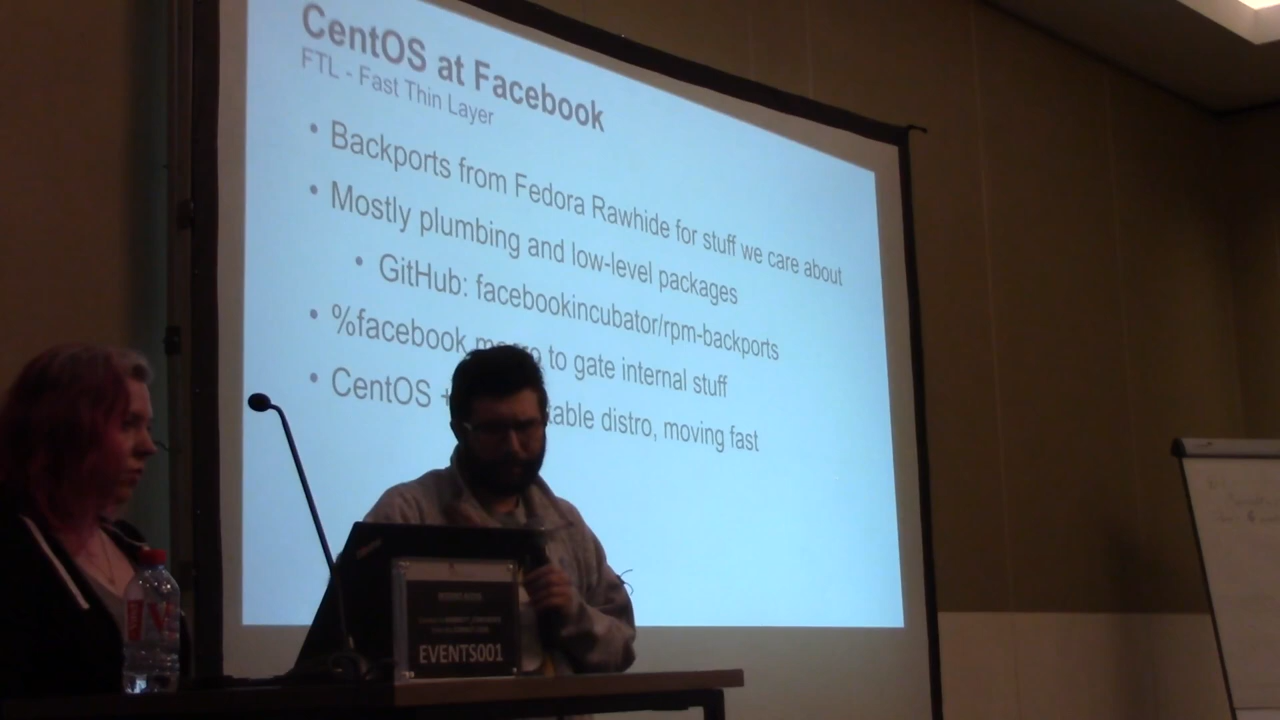 CentOS at Facebook
FTL - Fast Thin Layer
• Backports from Fedora Rawhide for stuff we care about
• Mostly plumbing and low-level packages
• GitHub: facebookincubator/rpm-backports
• %facebook to gate internal stuff
• CentOS + distro, moving fast
EVENTS001